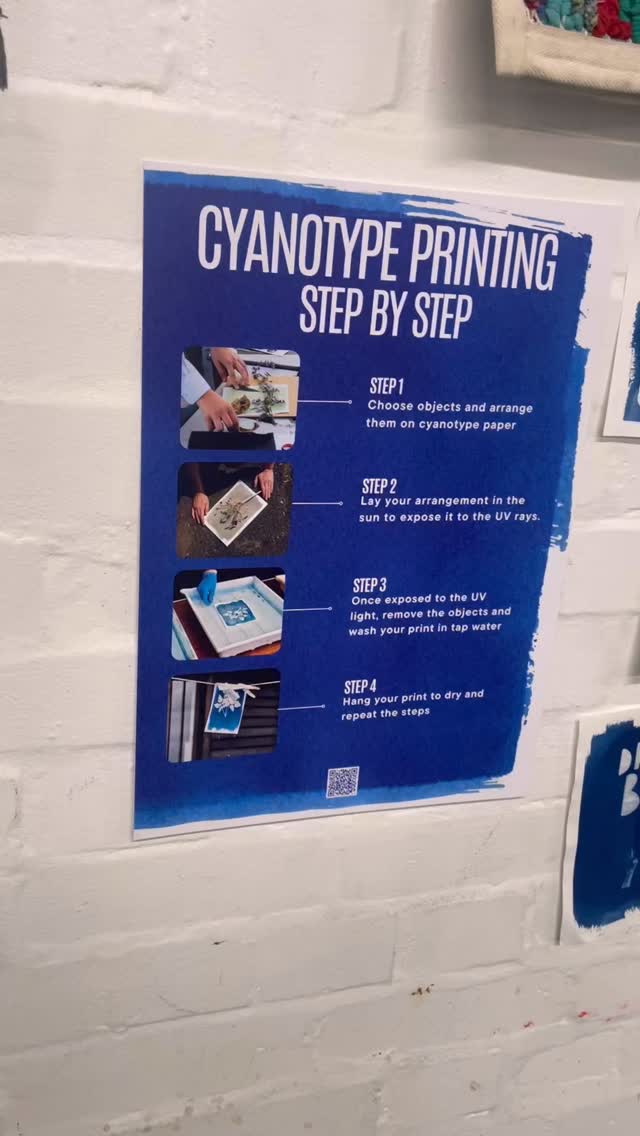 CYANOTYPE PRINTING
STEP BY STEP
STEP 1
Choose objects and arrange
them on cyanotype paper
STEP 2
Lay your arrangement in the
sun to expose it to the UV rays.
STEP 3
Once exposed to the UV
light, remove the objects and
wash your print in tap water
STEP 4
Hang your print to dry and
repeat the steps